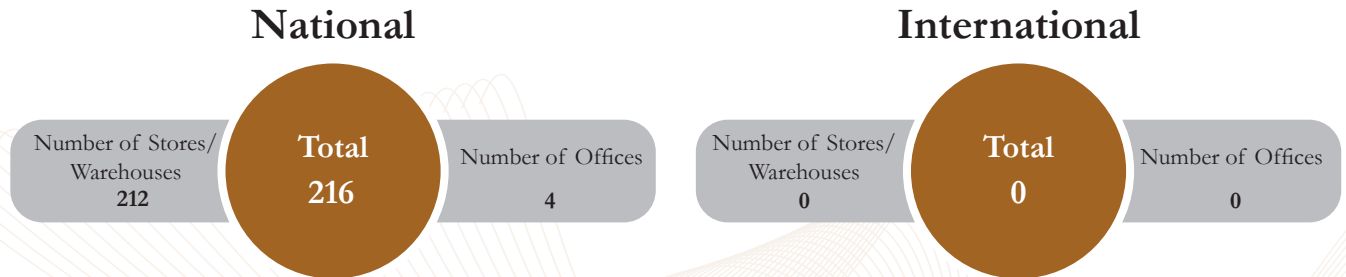 National
Number of Stores/
Warehouses
212
Total
216
Number of Offices
4
International
Number of Stores/
Warehouses
0
Total
0
Number of Offices
0